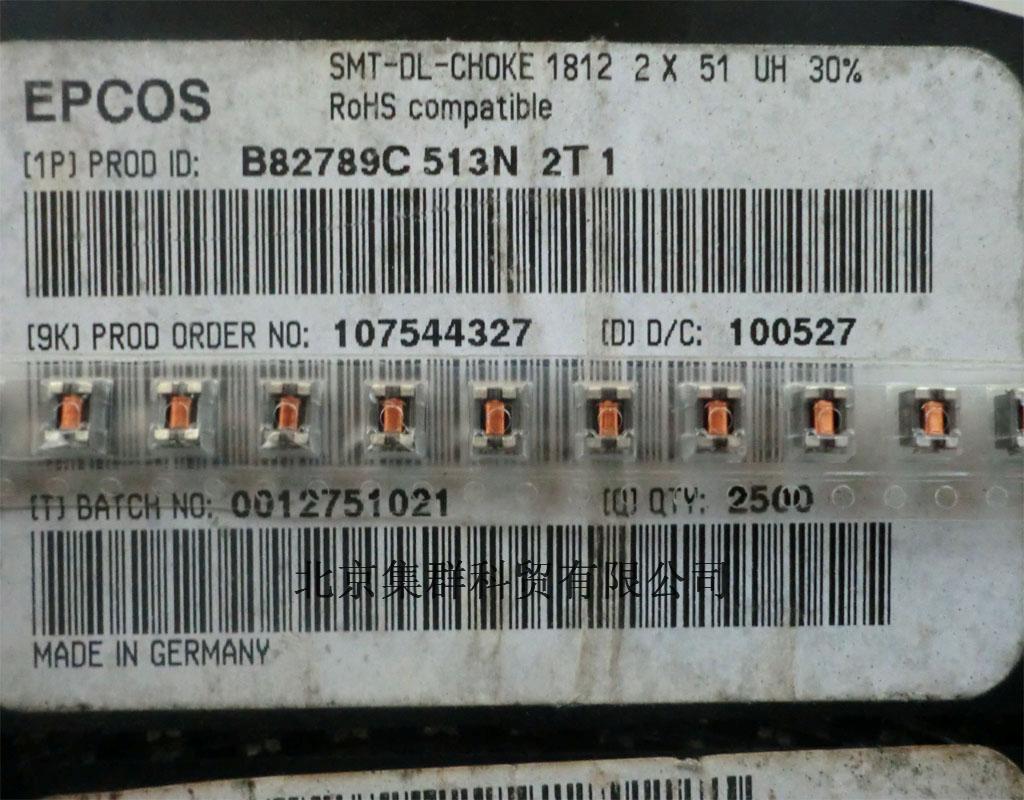 SMT-DL-CHOKE 1812 2 X 51 UH 30%
EPCOS
RoHS compatible
[1P] PROD ID: B82789C 513N 2T 1
[9K] PROD ORDER NO: 107544327 [D] D/C: 100527
[T] BATCH NO: 0012751021 [Q] QTY: 2500
北京集群科贸有限公司
MADE IN GERMANY